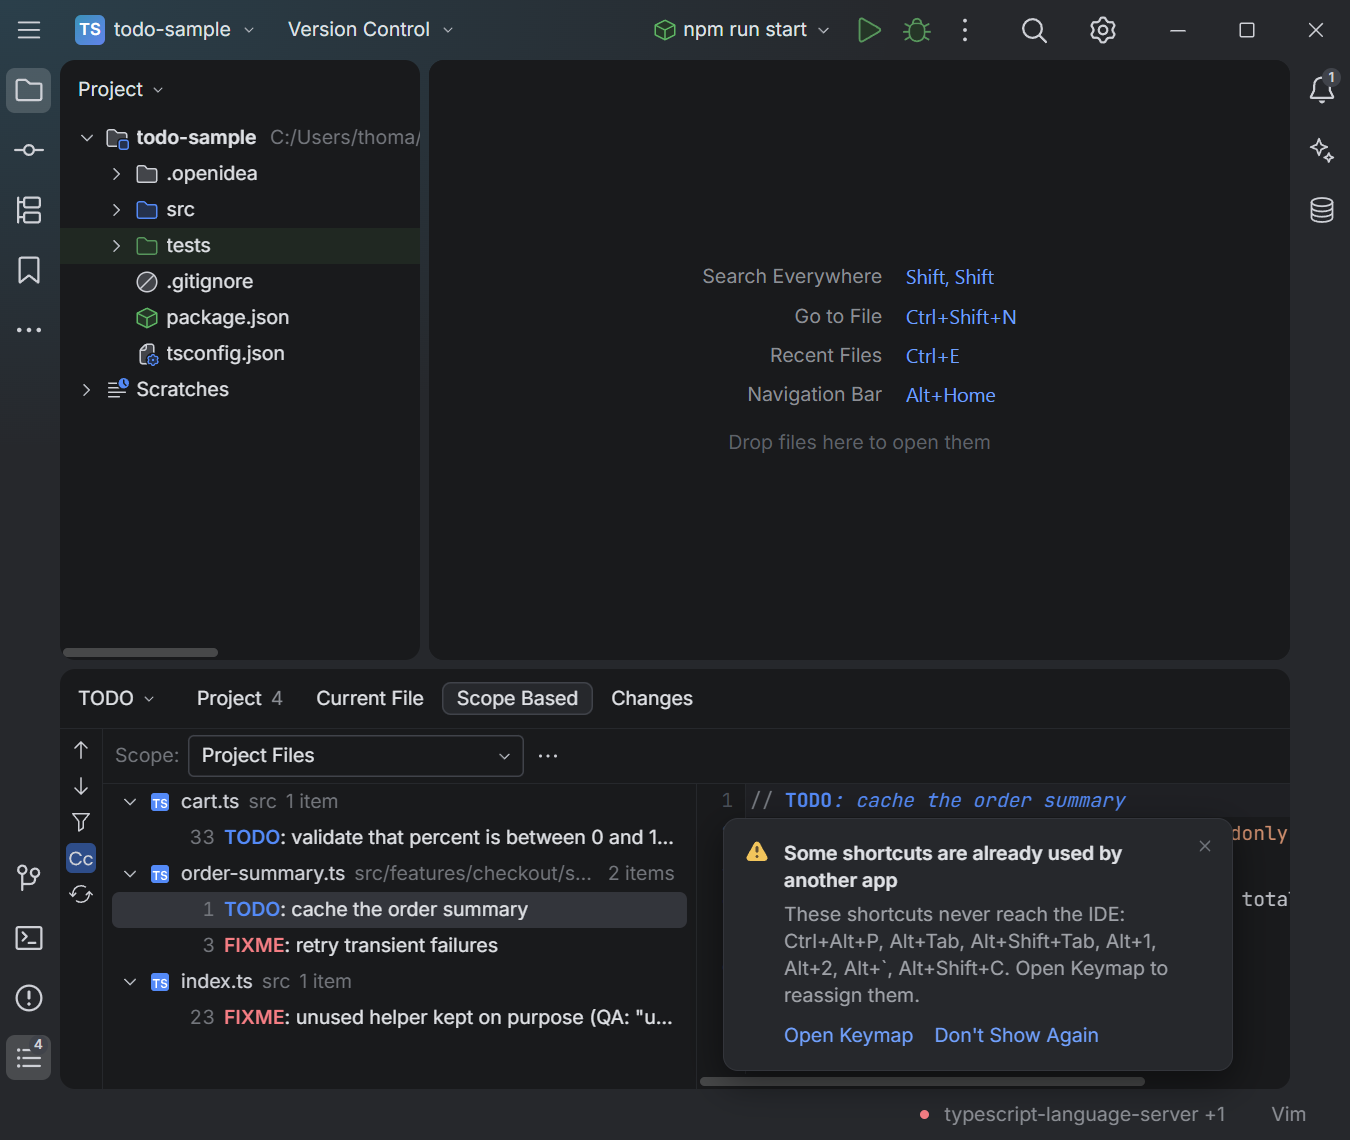 TS todo-sample Version Control npm run start
Project
1
todo-sample C:/Users/thoma/
.openidea
src
tests
.gitignore
package.json
tsconfig.json
Scratches
Search Everywhere Shift, Shift
Go to File Ctrl+Shift+N
Recent Files Ctrl+E
Navigation Bar Alt+Home
Drop files here to open them
TODO Project 4 Current File Scope Based Changes
Scope: Project Files
TS cart.ts src 1 item
33 TODO: validate that percent is between 0 and 1...
TS order-summary.ts src/features/checkout/s... 2 items
1 TODO: cache the order summary
3 FIXME: retry transient failures
TS index.ts src 1 item
23 FIXME: unused helper kept on purpose (QA: "u...
Cc
4
1 // TODO: cache the order summary
donly
total
Some shortcuts are already used by
another app
These shortcuts never reach the IDE:
Ctrl+Alt+P, Alt+Tab, Alt+Shift+Tab, Alt+1,
Alt+2, Alt+`, Alt+Shift+C. Open Keymap to
reassign them.
Open Keymap Don't Show Again
typescript-language-server +1 Vim